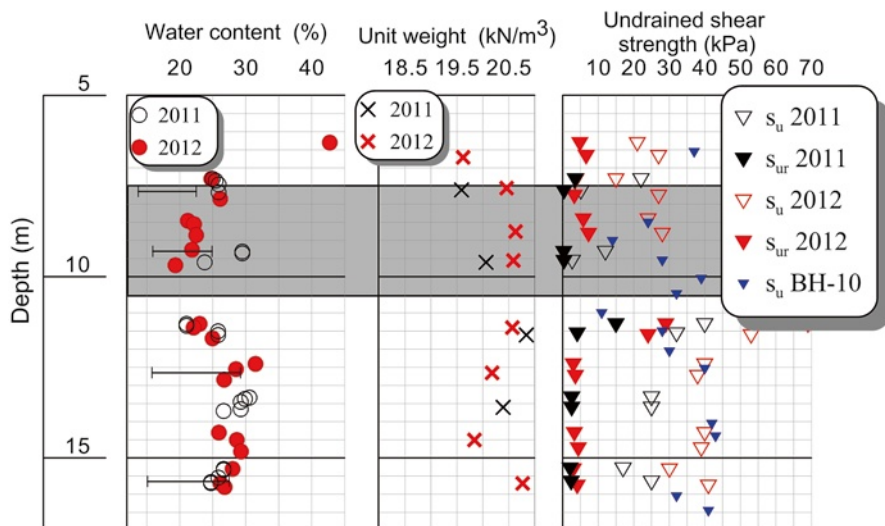 Water content (%)
Unit weight (kN/m³)
Undrained shear
strength (kPa)
20 30 40
18.5 19.5 20.5
10 20 30 40 50 60 70
5
10
15
Depth (m)
2011
2012
2011
2012
su 2011
sur 2011
su 2012
sur 2012
su BH-10